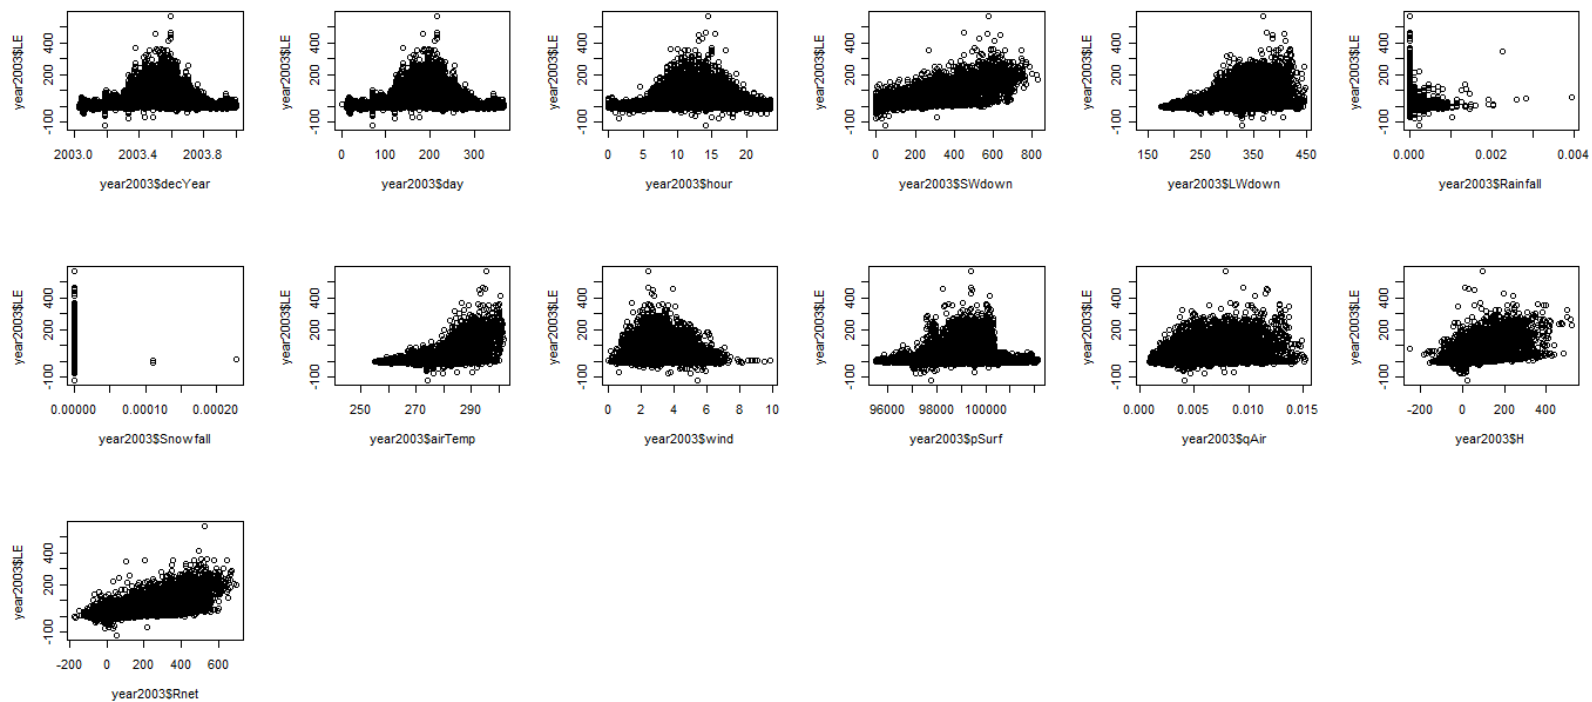 year2003$LE
-100 0 200 400
2003.0 2003.4 2003.8
year2003$decYear
year2003$LE
-100 200 400
0 100 200 300
year2003$day
year2003$LE
-100 200 400
0 5 10 15 20
year2003$hour
year2003$LE
-100 200 400
0 200 400 600 800
year2003$SWdown
year2003$LE
-100 200 400
150 250 350 450
year2003$LWdown
year2003$LE
-100 200 400
0.000 0.002 0.004
year2003$Rainfall
year2003$LE
-100 200 400
0.00000 0.00010 0.00020
year2003$Snowfall
year2003$LE
-100 200 400
250 270 290
year2003$airTemp
year2003$LE
-100 200 400
0 2 4 6 8 10
year2003$wind
year2003$LE
-100 200 400
96000 98000 100000
year2003$pSurf
year2003$LE
-100 200 400
0.000 0.005 0.010 0.015
year2003$qAir
year2003$LE
-100 200 400
-200 0 200 400
year2003$H
year2003$LE
-100 200 400
-200 0 200 400 600
year2003$Rnet